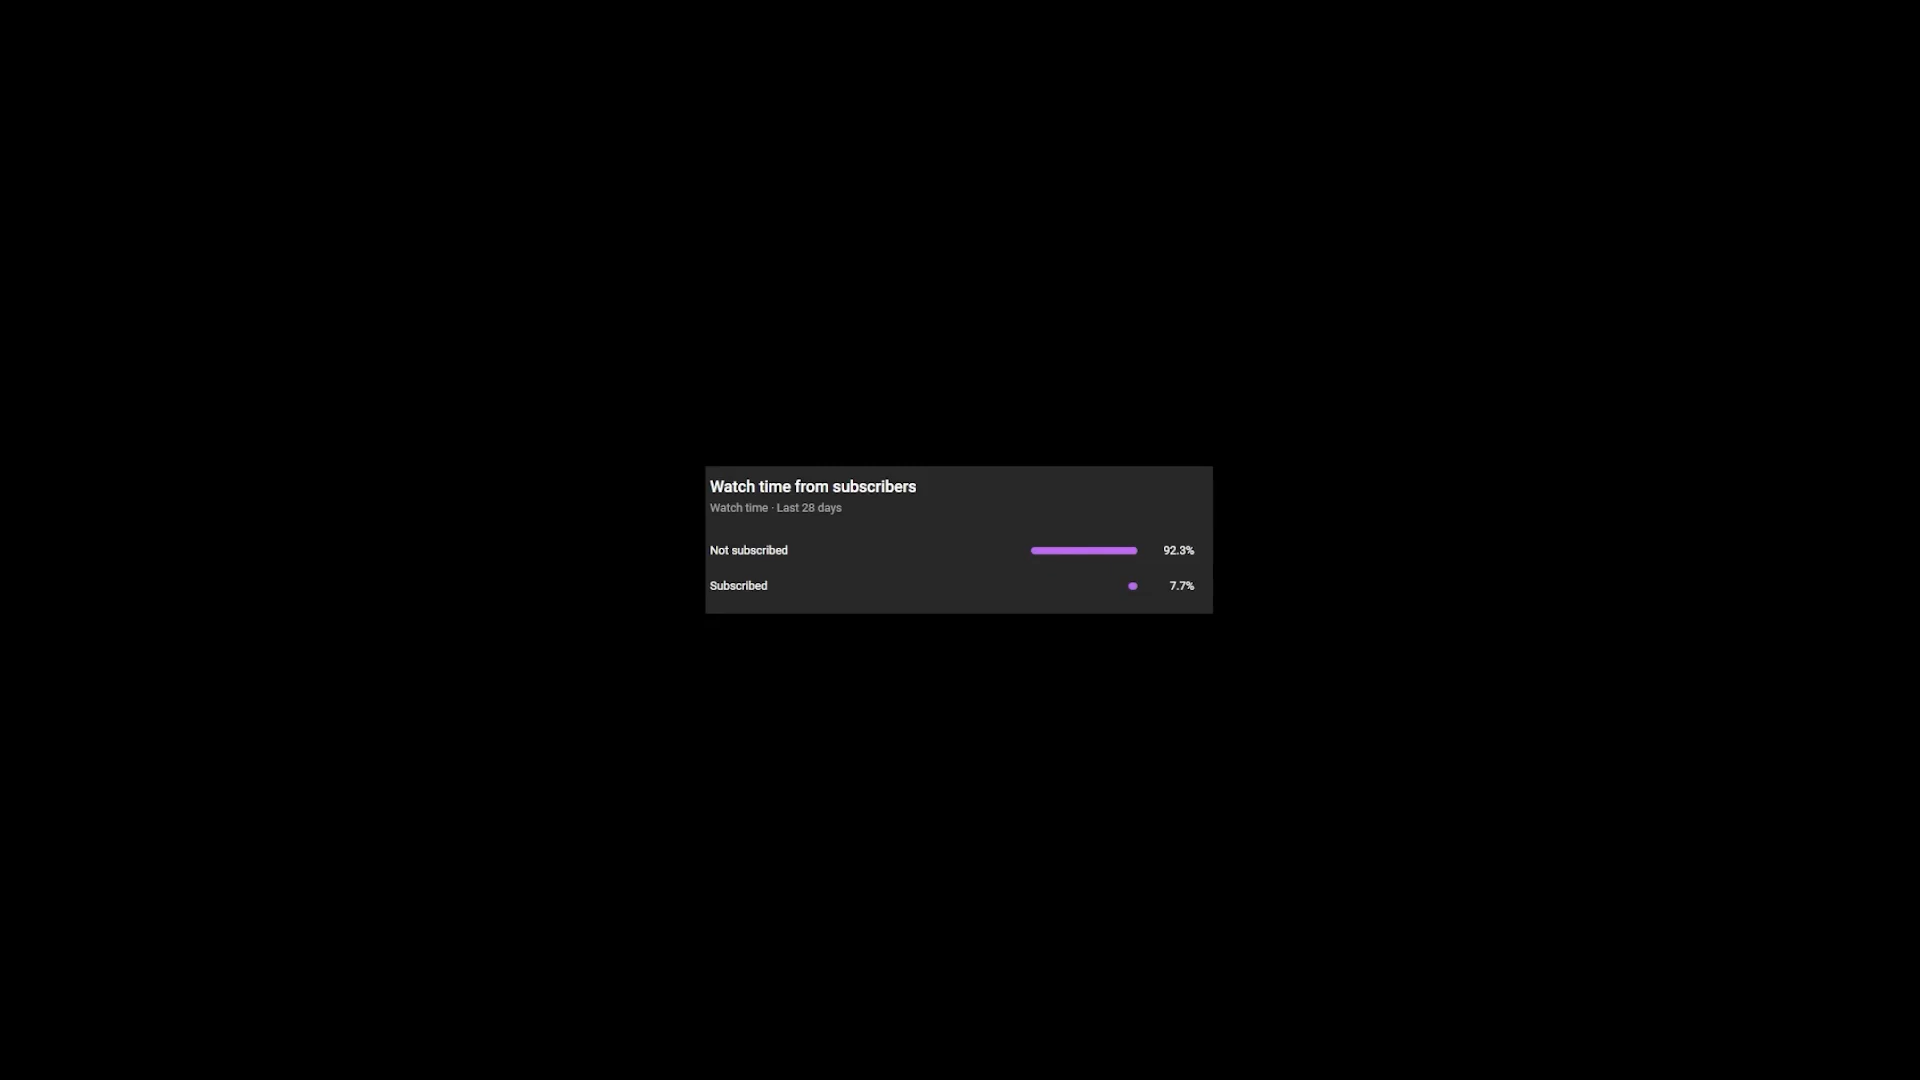 Watch time from subscribers
Watch time · Last 28 days
Not subscribed 92.3%
Subscribed 7.7%